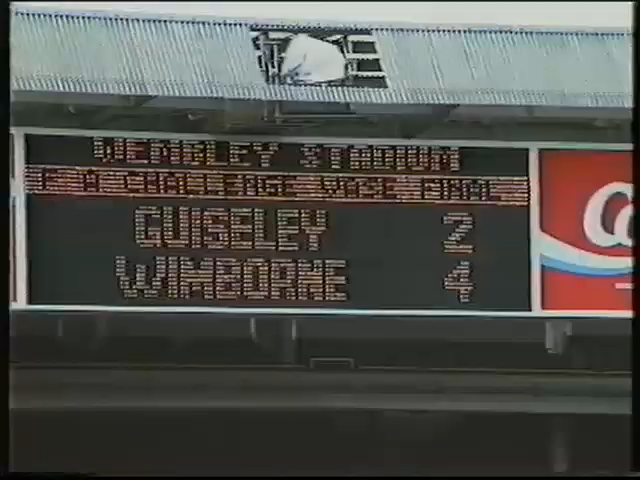 WEMBLEY STADIUM
F A CHALLENGE VASE FINAL
GUISELEY 2
WIMBORNE 4